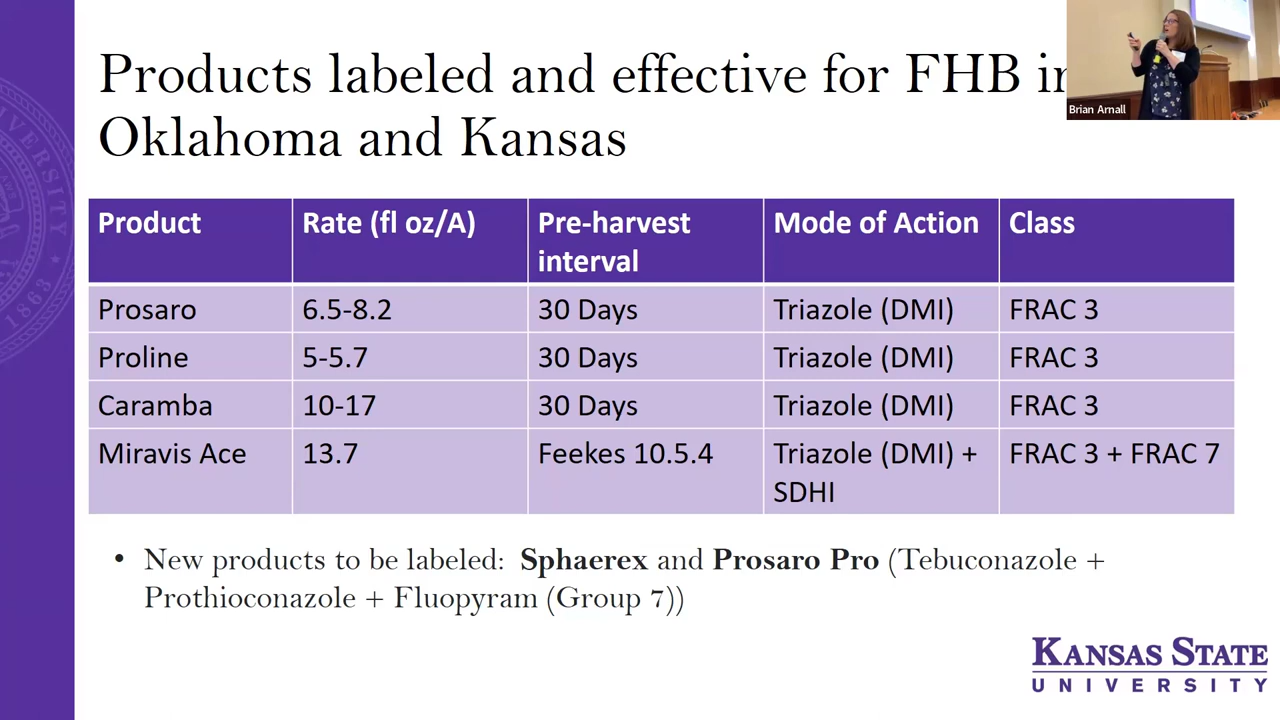 Products labeled and effective for FHB in
Oklahoma and Kansas
Brian Arnall
Product Rate (fl oz/A) Pre-harvest interval Mode of Action Class
Prosaro 6.5-8.2 30 Days Triazole (DMI) FRAC 3
Proline 5-5.7 30 Days Triazole (DMI) FRAC 3
Caramba 10-17 30 Days Triazole (DMI) FRAC 3
Miravis Ace 13.7 Feekes 10.5.4 Triazole (DMI) + SDHI FRAC 3 + FRAC 7
• New products to be labeled: Sphaerex and Prosaro Pro (Tebuconazole +
Prothioconazole + Fluopyram (Group 7))
KANSAS STATE
UNIVERSITY
VERSITY
1863